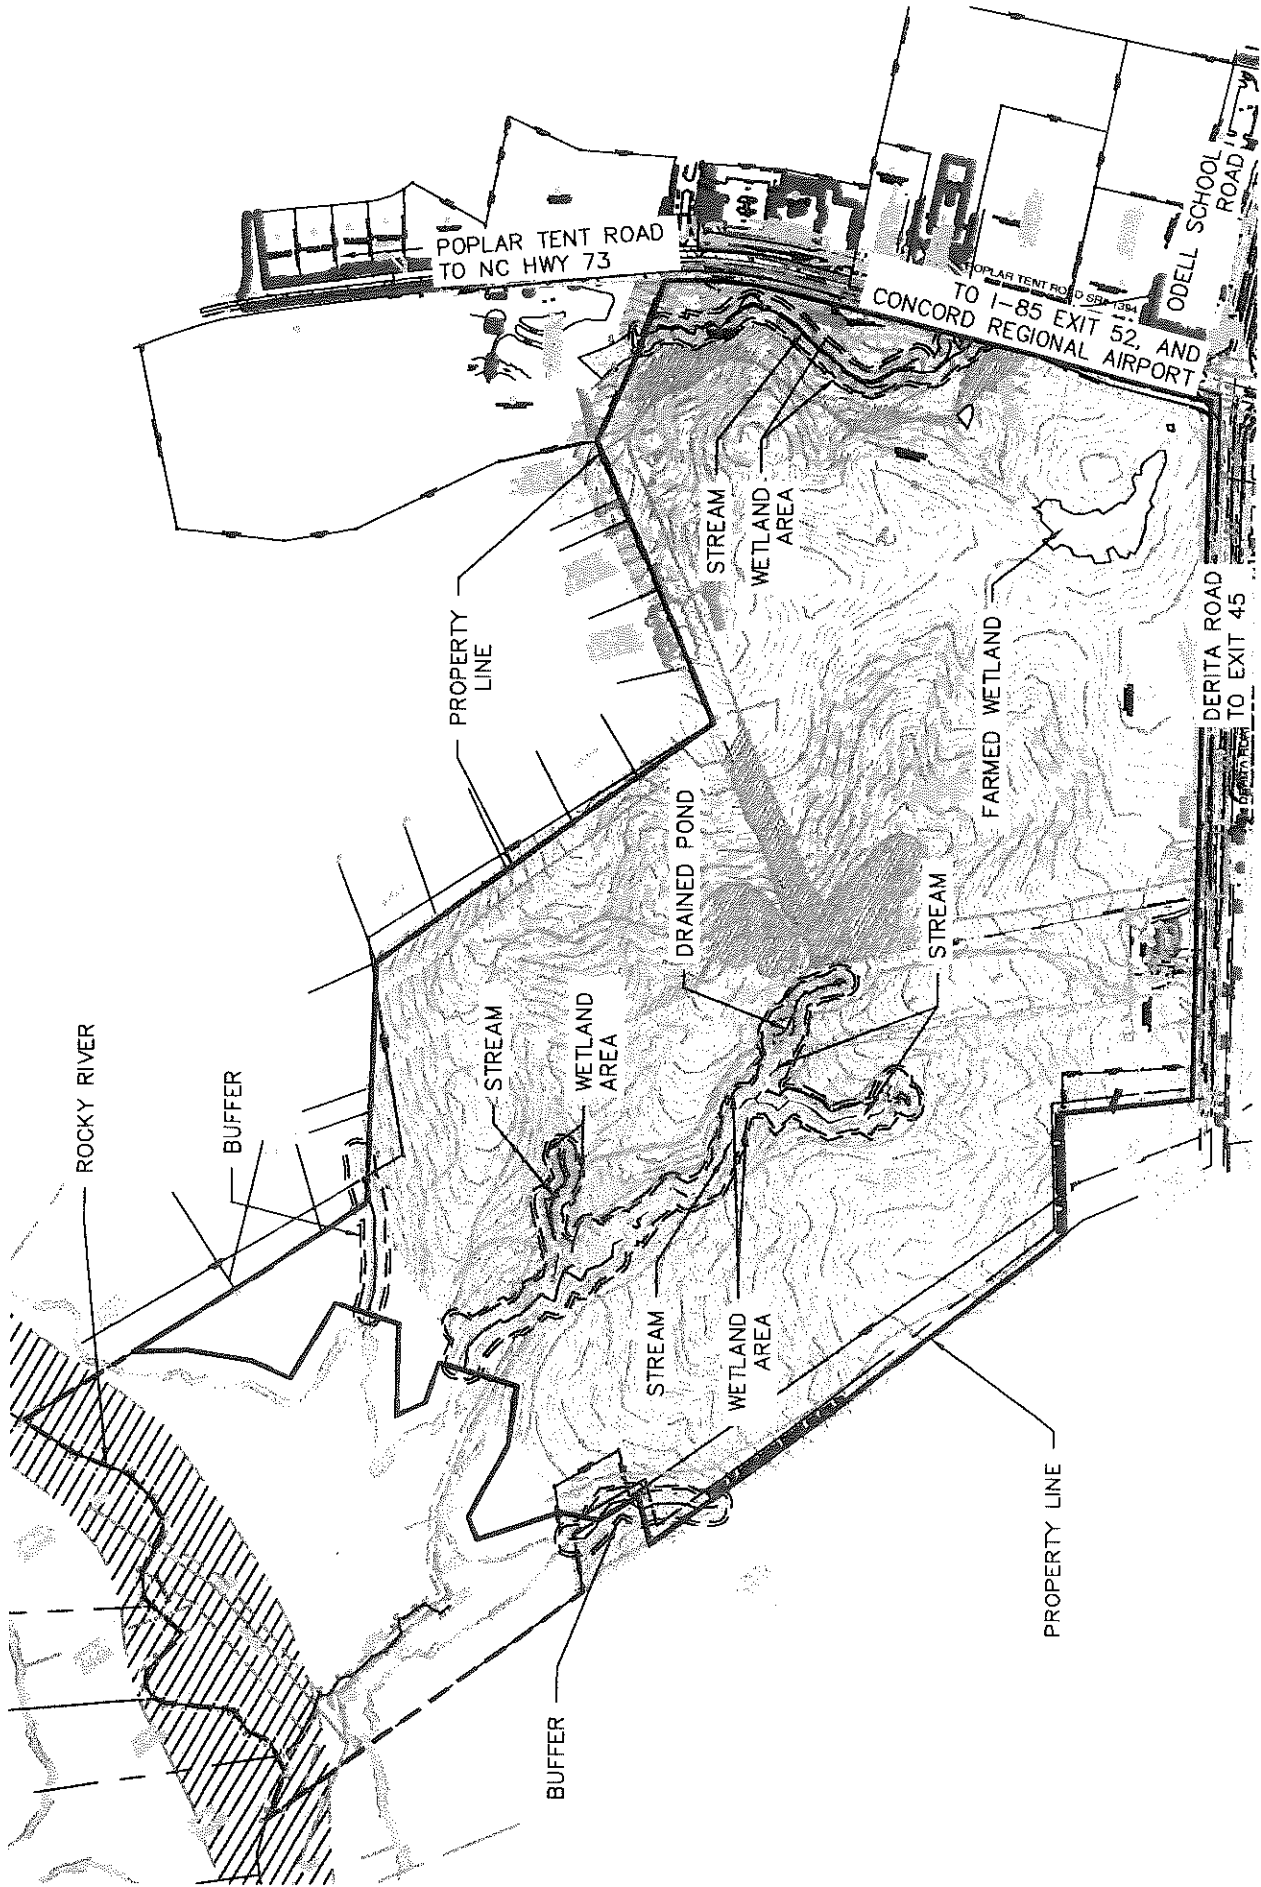 POPLAR TENT ROAD
TO NC HWY 73
POPLAR TENT ROAD SR# 1394
TO I-85 EXIT 52, AND
CONCORD REGIONAL AIRPORT
ODELL SCHOOL
ROAD
STREAM
WETLAND
AREA
PROPERTY
LINE
FARMED WETLAND
DERITA ROAD
TO EXIT 45
DRAINED POND
STREAM
ROCKY RIVER
BUFFER
STREAM
WETLAND
AREA
STREAM
WETLAND
AREA
PROPERTY LINE
BUFFER